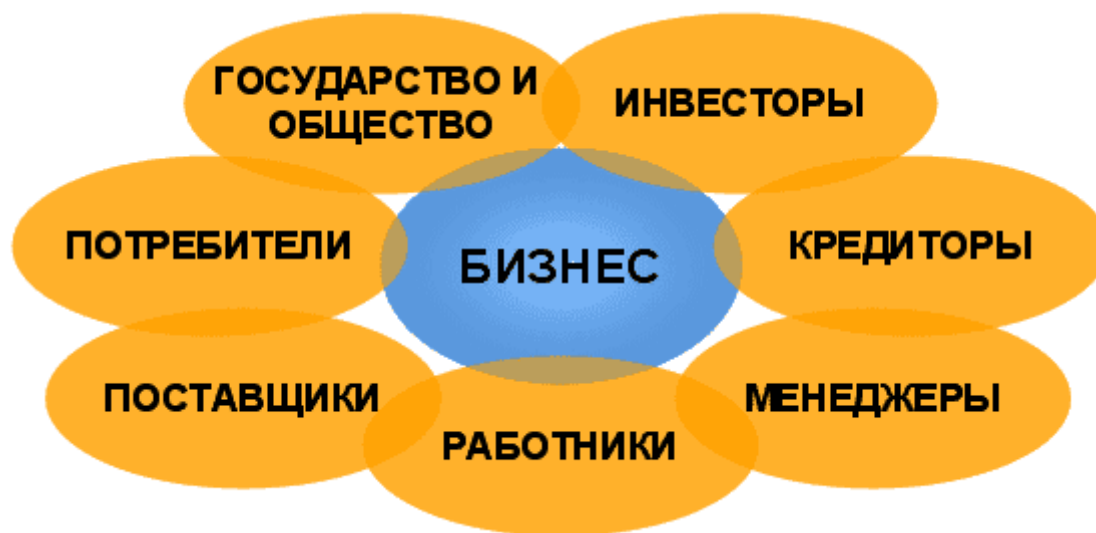 ГОСУДАРСТВО И
ОБЩЕСТВО
ИНВЕСТОРЫ
ПОТРЕБИТЕЛИ
БИЗНЕС
КРЕДИТОРЫ
ПОСТАВЩИКИ
МЕНЕДЖЕРЫ
РАБОТНИКИ